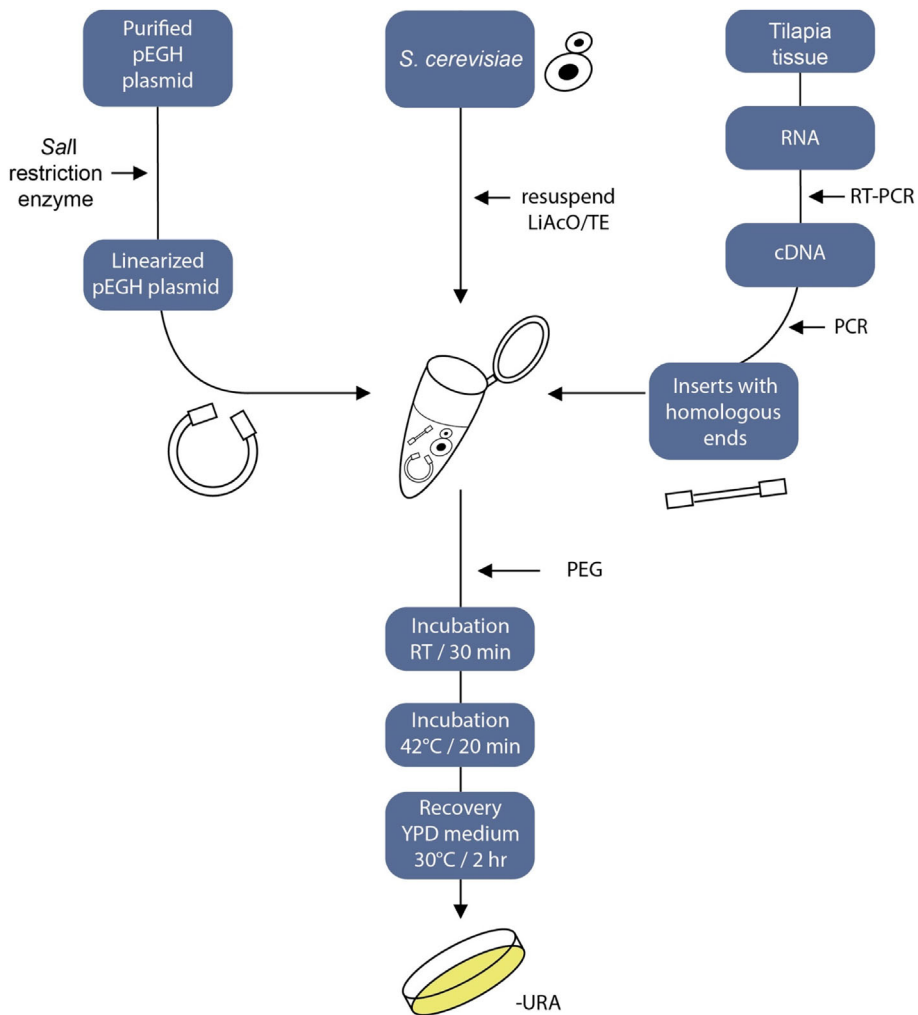 Purified
pEGH
plasmid
SalI
restriction
enzyme
Linearized
pEGH plasmid
S. cerevisiae
resuspend
LiAcO/TE
Tilapia
tissue
RNA
RT-PCR
cDNA
PCR
Inserts with
homologous
ends
PEG
Incubation
RT / 30 min
Incubation
42°C / 20 min
Recovery
YPD medium
30°C / 2 hr
-URA